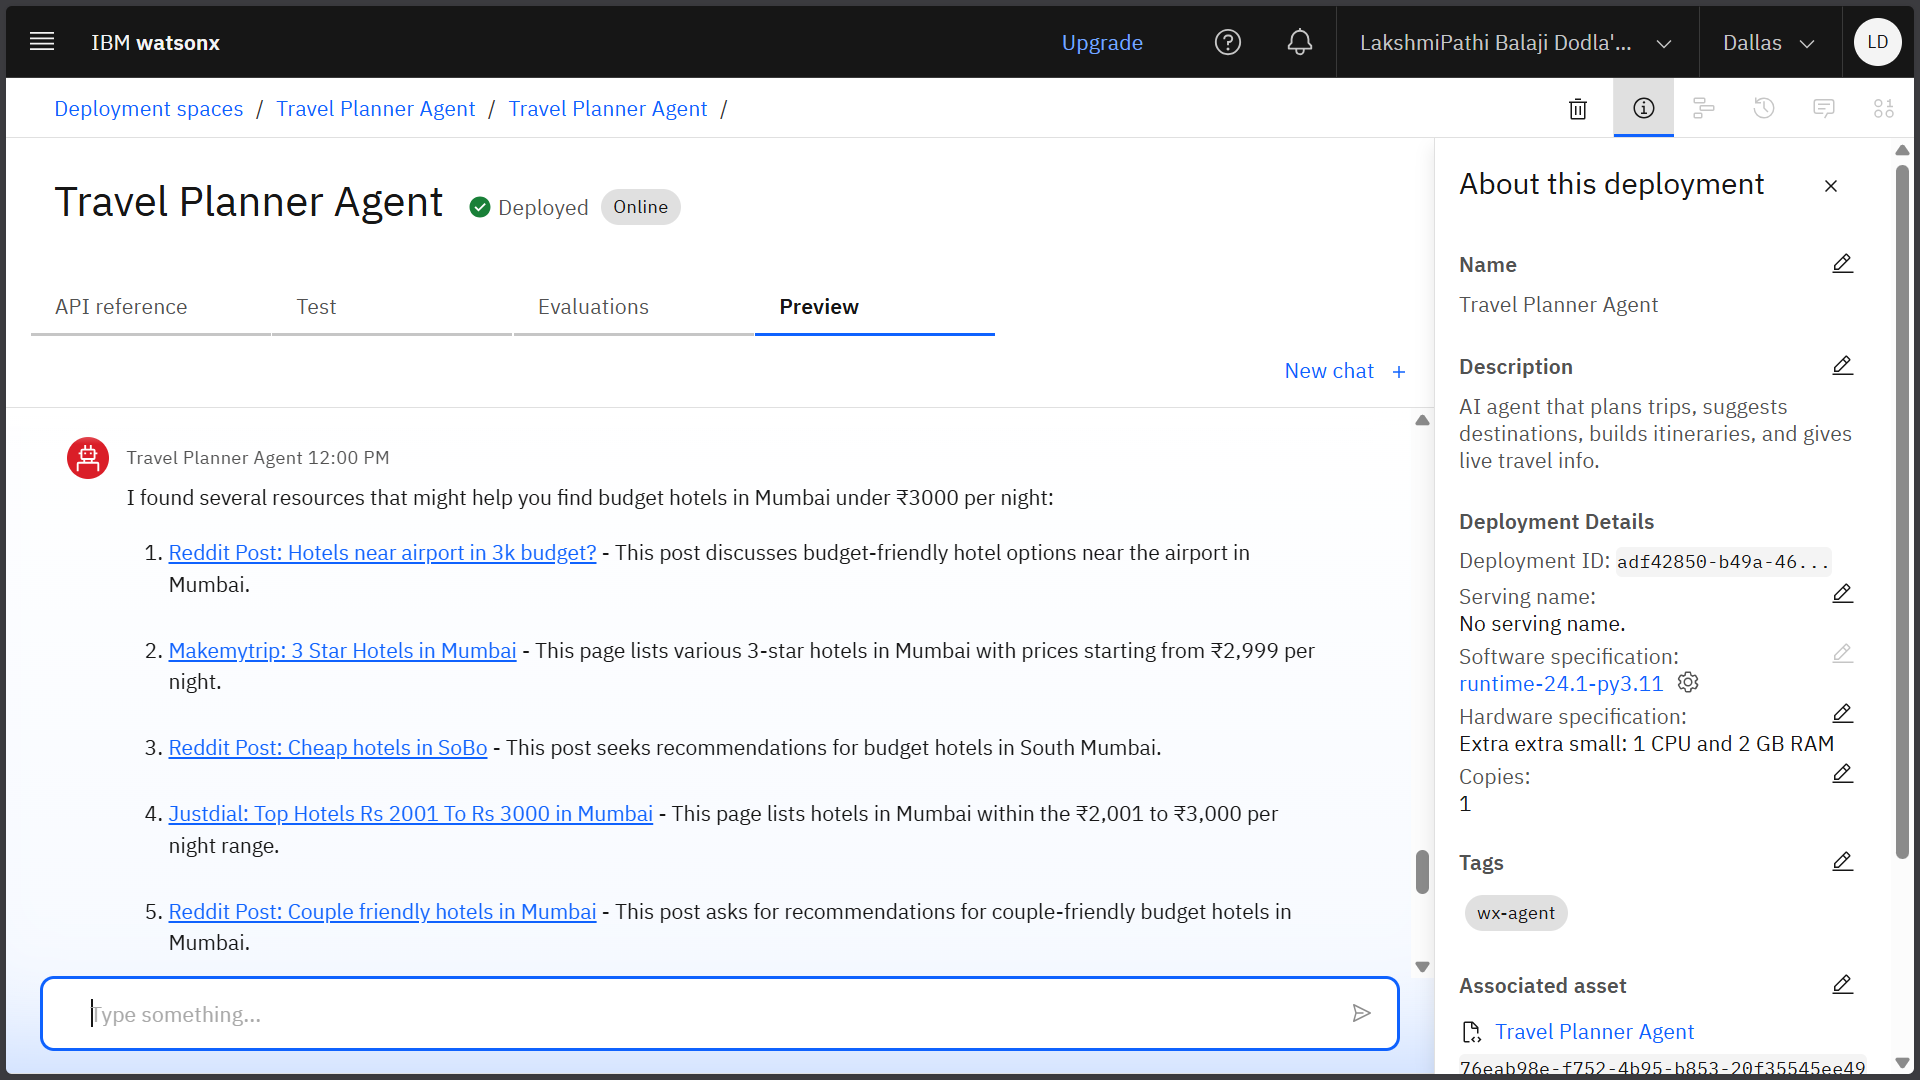 IBM watsonx
Upgrade
LakshmiPathi Balaji Dodla'...
Dallas
LD
Deployment spaces / Travel Planner Agent / Travel Planner Agent /
Travel Planner Agent
Deployed
Online
API reference
Test
Evaluations
Preview
New chat +
Travel Planner Agent 12:00 PM
I found several resources that might help you find budget hotels in Mumbai under ₹3000 per night:
1. Reddit Post: Hotels near airport in 3k budget? - This post discusses budget-friendly hotel options near the airport in
Mumbai.
2. Makemytrip: 3 Star Hotels in Mumbai - This page lists various 3-star hotels in Mumbai with prices starting from ₹2,999 per
night.
3. Reddit Post: Cheap hotels in SoBo - This post seeks recommendations for budget hotels in South Mumbai.
4. Justdial: Top Hotels Rs 2001 To Rs 3000 in Mumbai - This page lists hotels in Mumbai within the ₹2,001 to ₹3,000 per
night range.
5. Reddit Post: Couple friendly hotels in Mumbai - This post asks for recommendations for couple-friendly budget hotels in
Mumbai.
Type something...
About this deployment
Name
Travel Planner Agent
Description
AI agent that plans trips, suggests
destinations, builds itineraries, and gives
live travel info.
Deployment Details
Deployment ID: adf42850-b49a-46...
Serving name:
No serving name.
Software specification:
runtime-24.1-py3.11
Hardware specification:
Extra extra small: 1 CPU and 2 GB RAM
Copies:
1
Tags
wx-agent
Associated asset
Travel Planner Agent
76eab98e-f752-4b95-b853-20f35545ee49